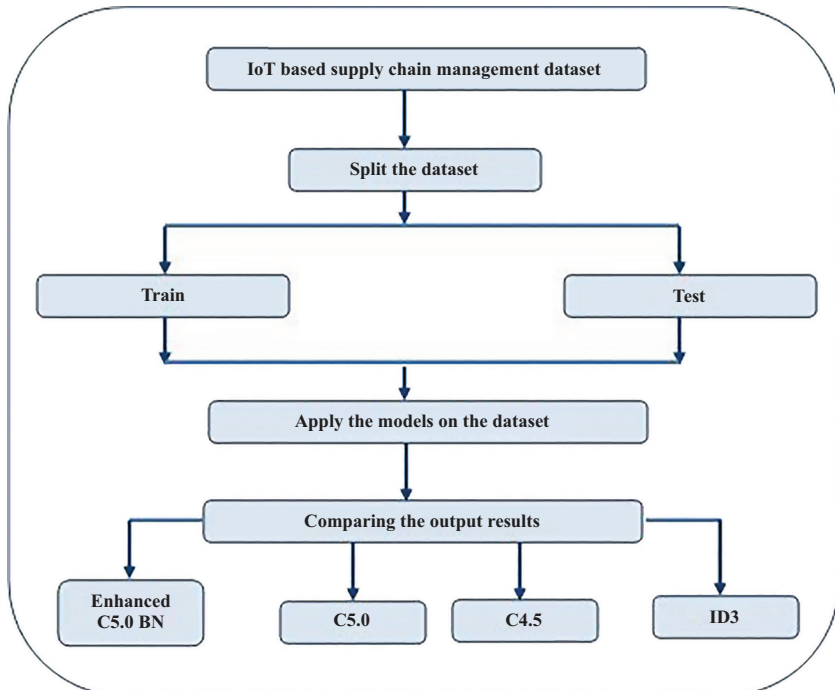 IoT based supply chain management dataset
Split the dataset
Train
Test
Apply the models on the dataset
Comparing the output results
Enhanced
C5.0 BN
C5.0
C4.5
ID3